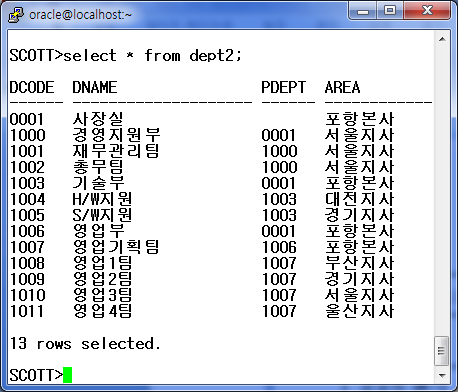 oracle@localhost:~
SCOTT>select * from dept2;
DCODE DNAME PDEPT AREA
------ -------------------- ------ ------------
0001 사장실 포항본사
1000 경영지원부 0001 서울지사
1001 재무관리팀 1000 서울지사
1002 총무팀 1000 서울지사
1003 기술부 0001 포항본사
1004 H/W지원 1003 대전지사
1005 S/W지원 1003 경기지사
1006 영업부 0001 포항본사
1007 영업기획팀 1006 포항본사
1008 영업1팀 1007 부산지사
1009 영업2팀 1007 경기지사
1010 영업3팀 1007 서울지사
1011 영업4팀 1007 울산지사
13 rows selected.
SCOTT>